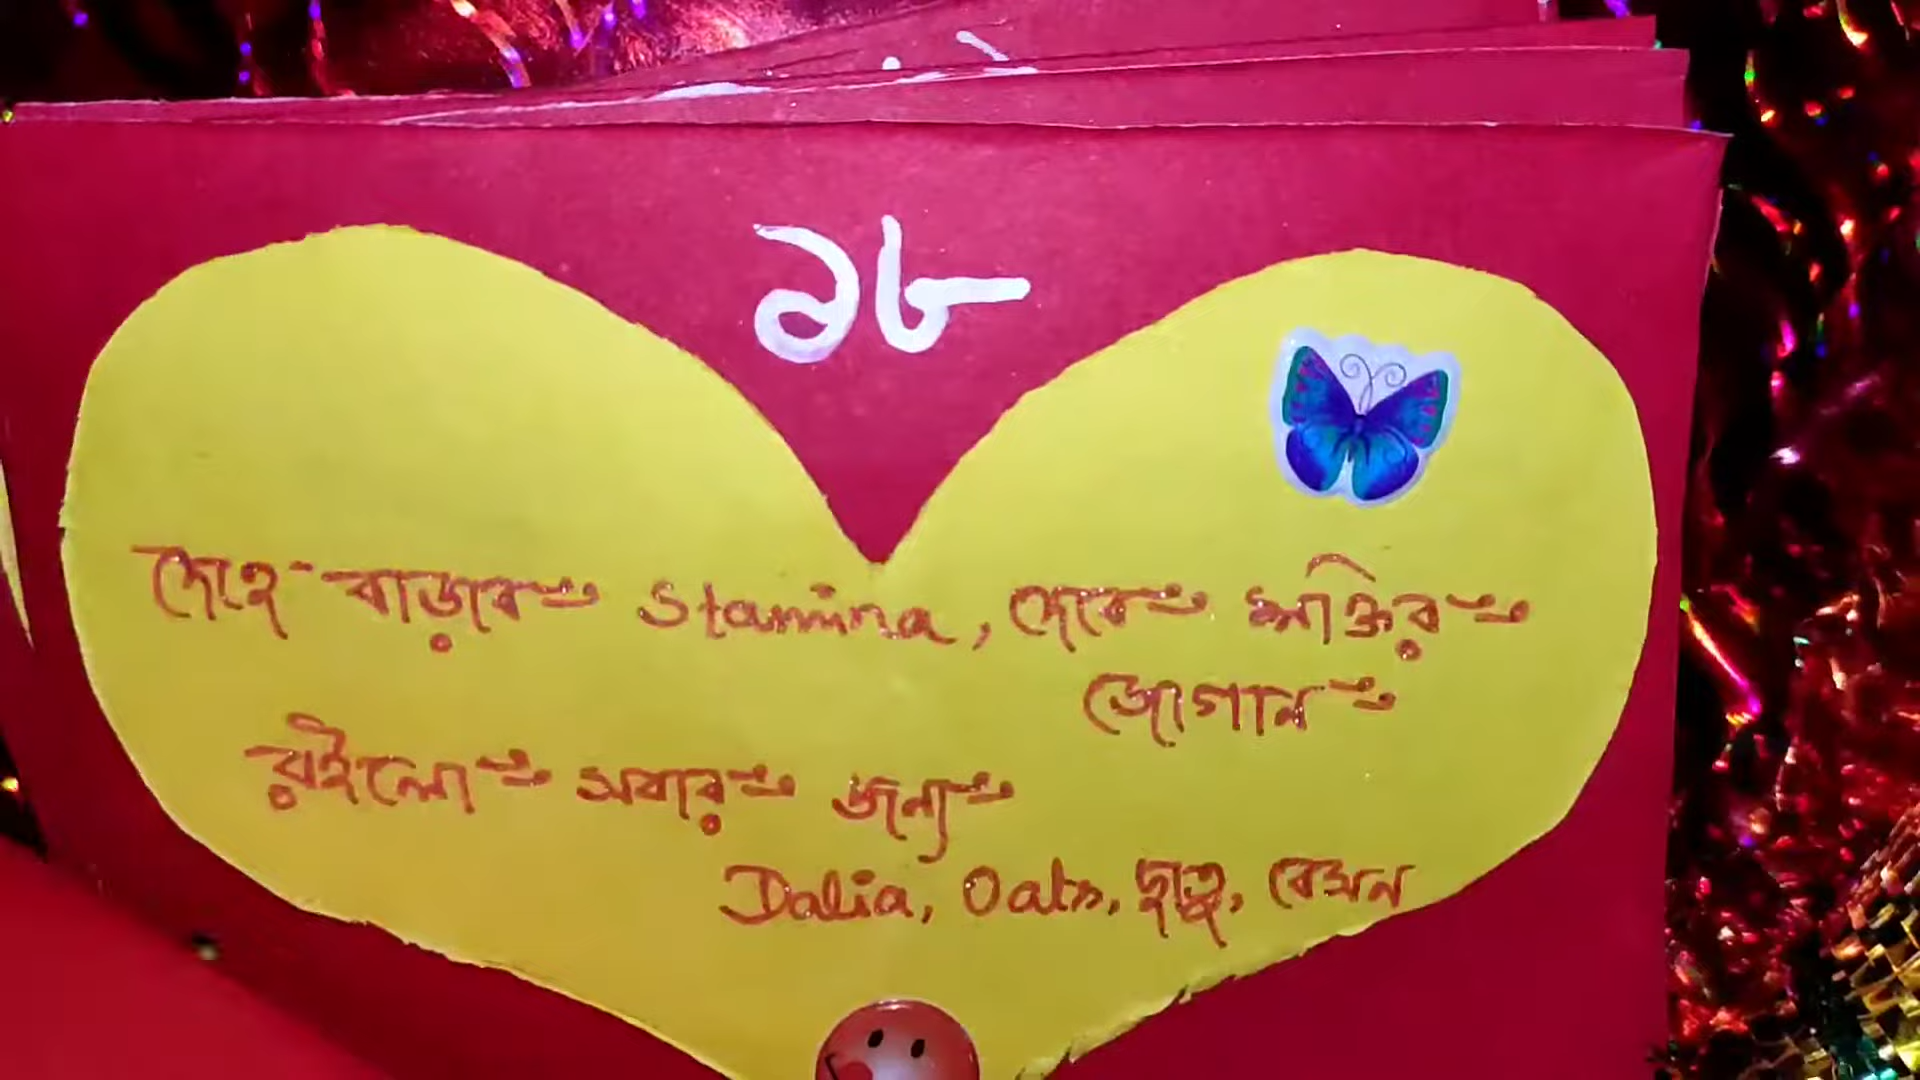 ১৮
দেহে বাড়বে Stamina, দেবে শক্তির
জোগান
রইলো সবার জন্য
Dalia, Oats, ছাতু, বেসন